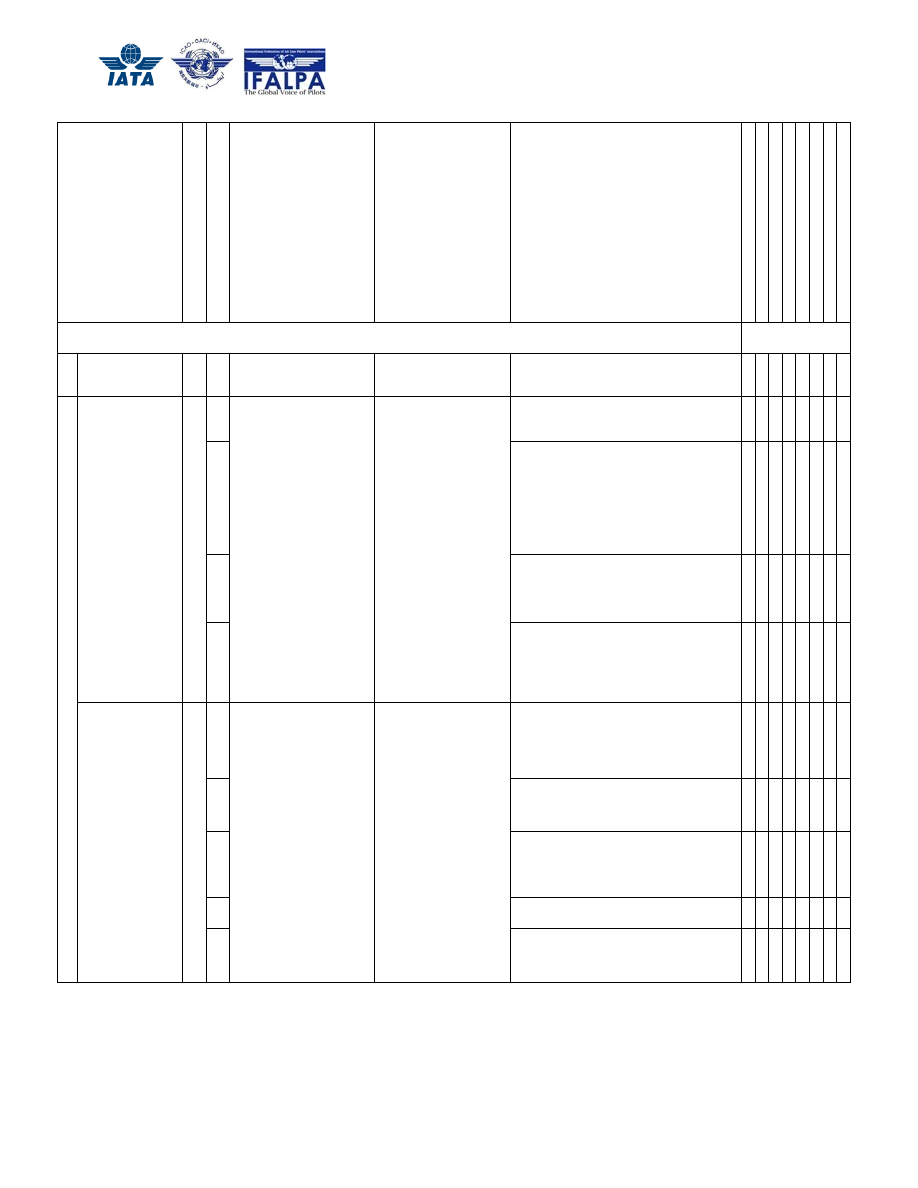 IATA
ICAO · OACI · ИКАО
International Federation of Air Line Pilots' Associations
IFALPA
The Global Voice of Pilots